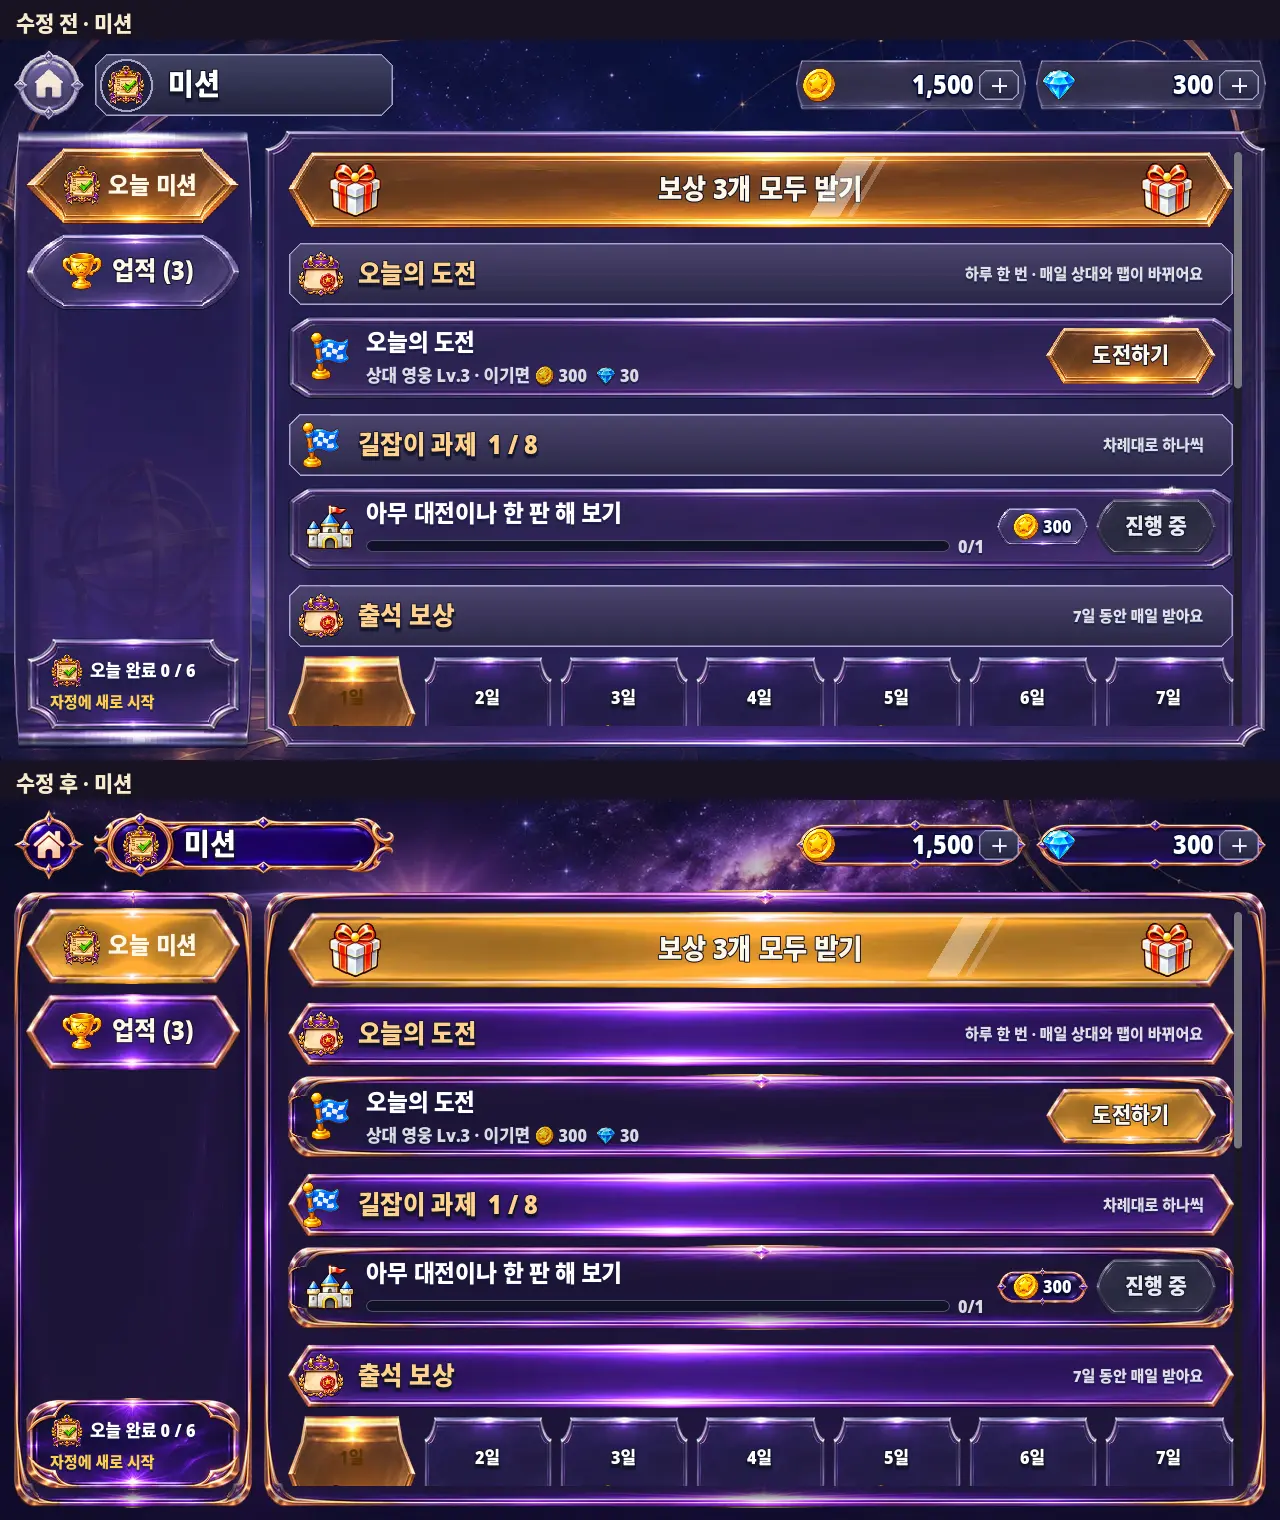 수정 전 · 미션
미션
1,500 +
300 +
오늘 미션
업적 (3)
오늘 완료 0 / 6
자정에 새로 시작
보상 3개 모두 받기
오늘의 도전
하루 한 번 · 매일 상대와 맵이 바뀌어요
오늘의 도전
상대 영웅 Lv.3 · 이기면 300 30
도전하기
길잡이 과제 1 / 8
차례대로 하나씩
아무 대전이나 한 판 해 보기
0/1
300
진행 중
출석 보상
7일 동안 매일 받아요
1일 2일 3일 4일 5일 6일 7일
수정 후 · 미션
미션
1,500 +
300 +
오늘 미션
업적 (3)
오늘 완료 0 / 6
자정에 새로 시작
보상 3개 모두 받기
오늘의 도전
하루 한 번 · 매일 상대와 맵이 바뀌어요
오늘의 도전
상대 영웅 Lv.3 · 이기면 300 30
도전하기
길잡이 과제 1 / 8
차례대로 하나씩
아무 대전이나 한 판 해 보기
0/1
300
진행 중
출석 보상
7일 동안 매일 받아요
1일 2일 3일 4일 5일 6일 7일